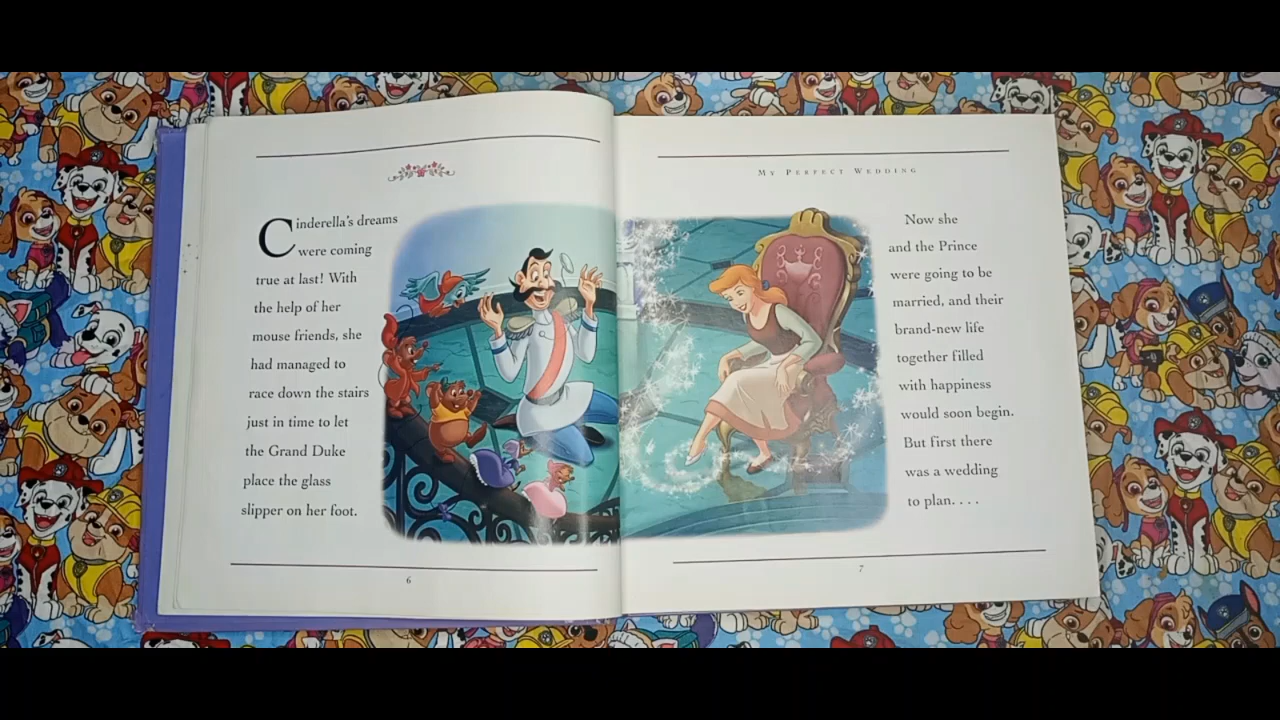 Cinderella's dreams
were coming
true at last! With
the help of her
mouse friends, she
had managed to
race down the stairs
just in time to let
the Grand Duke
place the glass
slipper on her foot.
6
MY PERFECT WEDDING
Now she
and the Prince
were going to be
married, and their
brand-new life
together filled
with happiness
would soon begin.
But first there
was a wedding
to plan. . . .
7